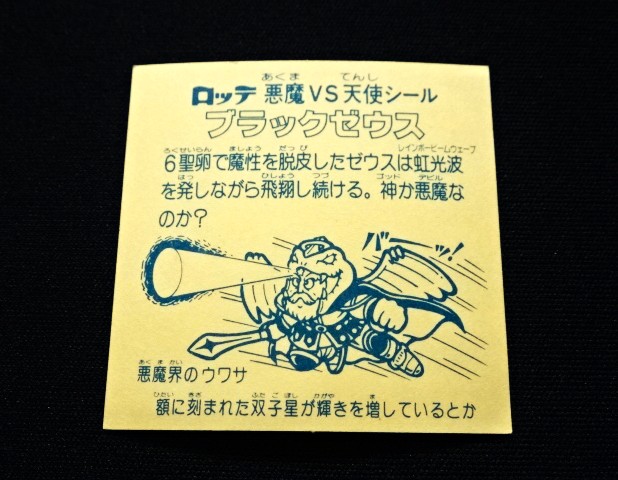 ロッテ 悪魔VS天使シール
ブラックゼウス
6聖卵で魔性を脱皮したゼウスは虹光波
を発しながら飛翔し続ける。神か悪魔な
のか?
バーッ!
悪魔界のウワサ
額に刻まれた双子星が輝きを増しているとか